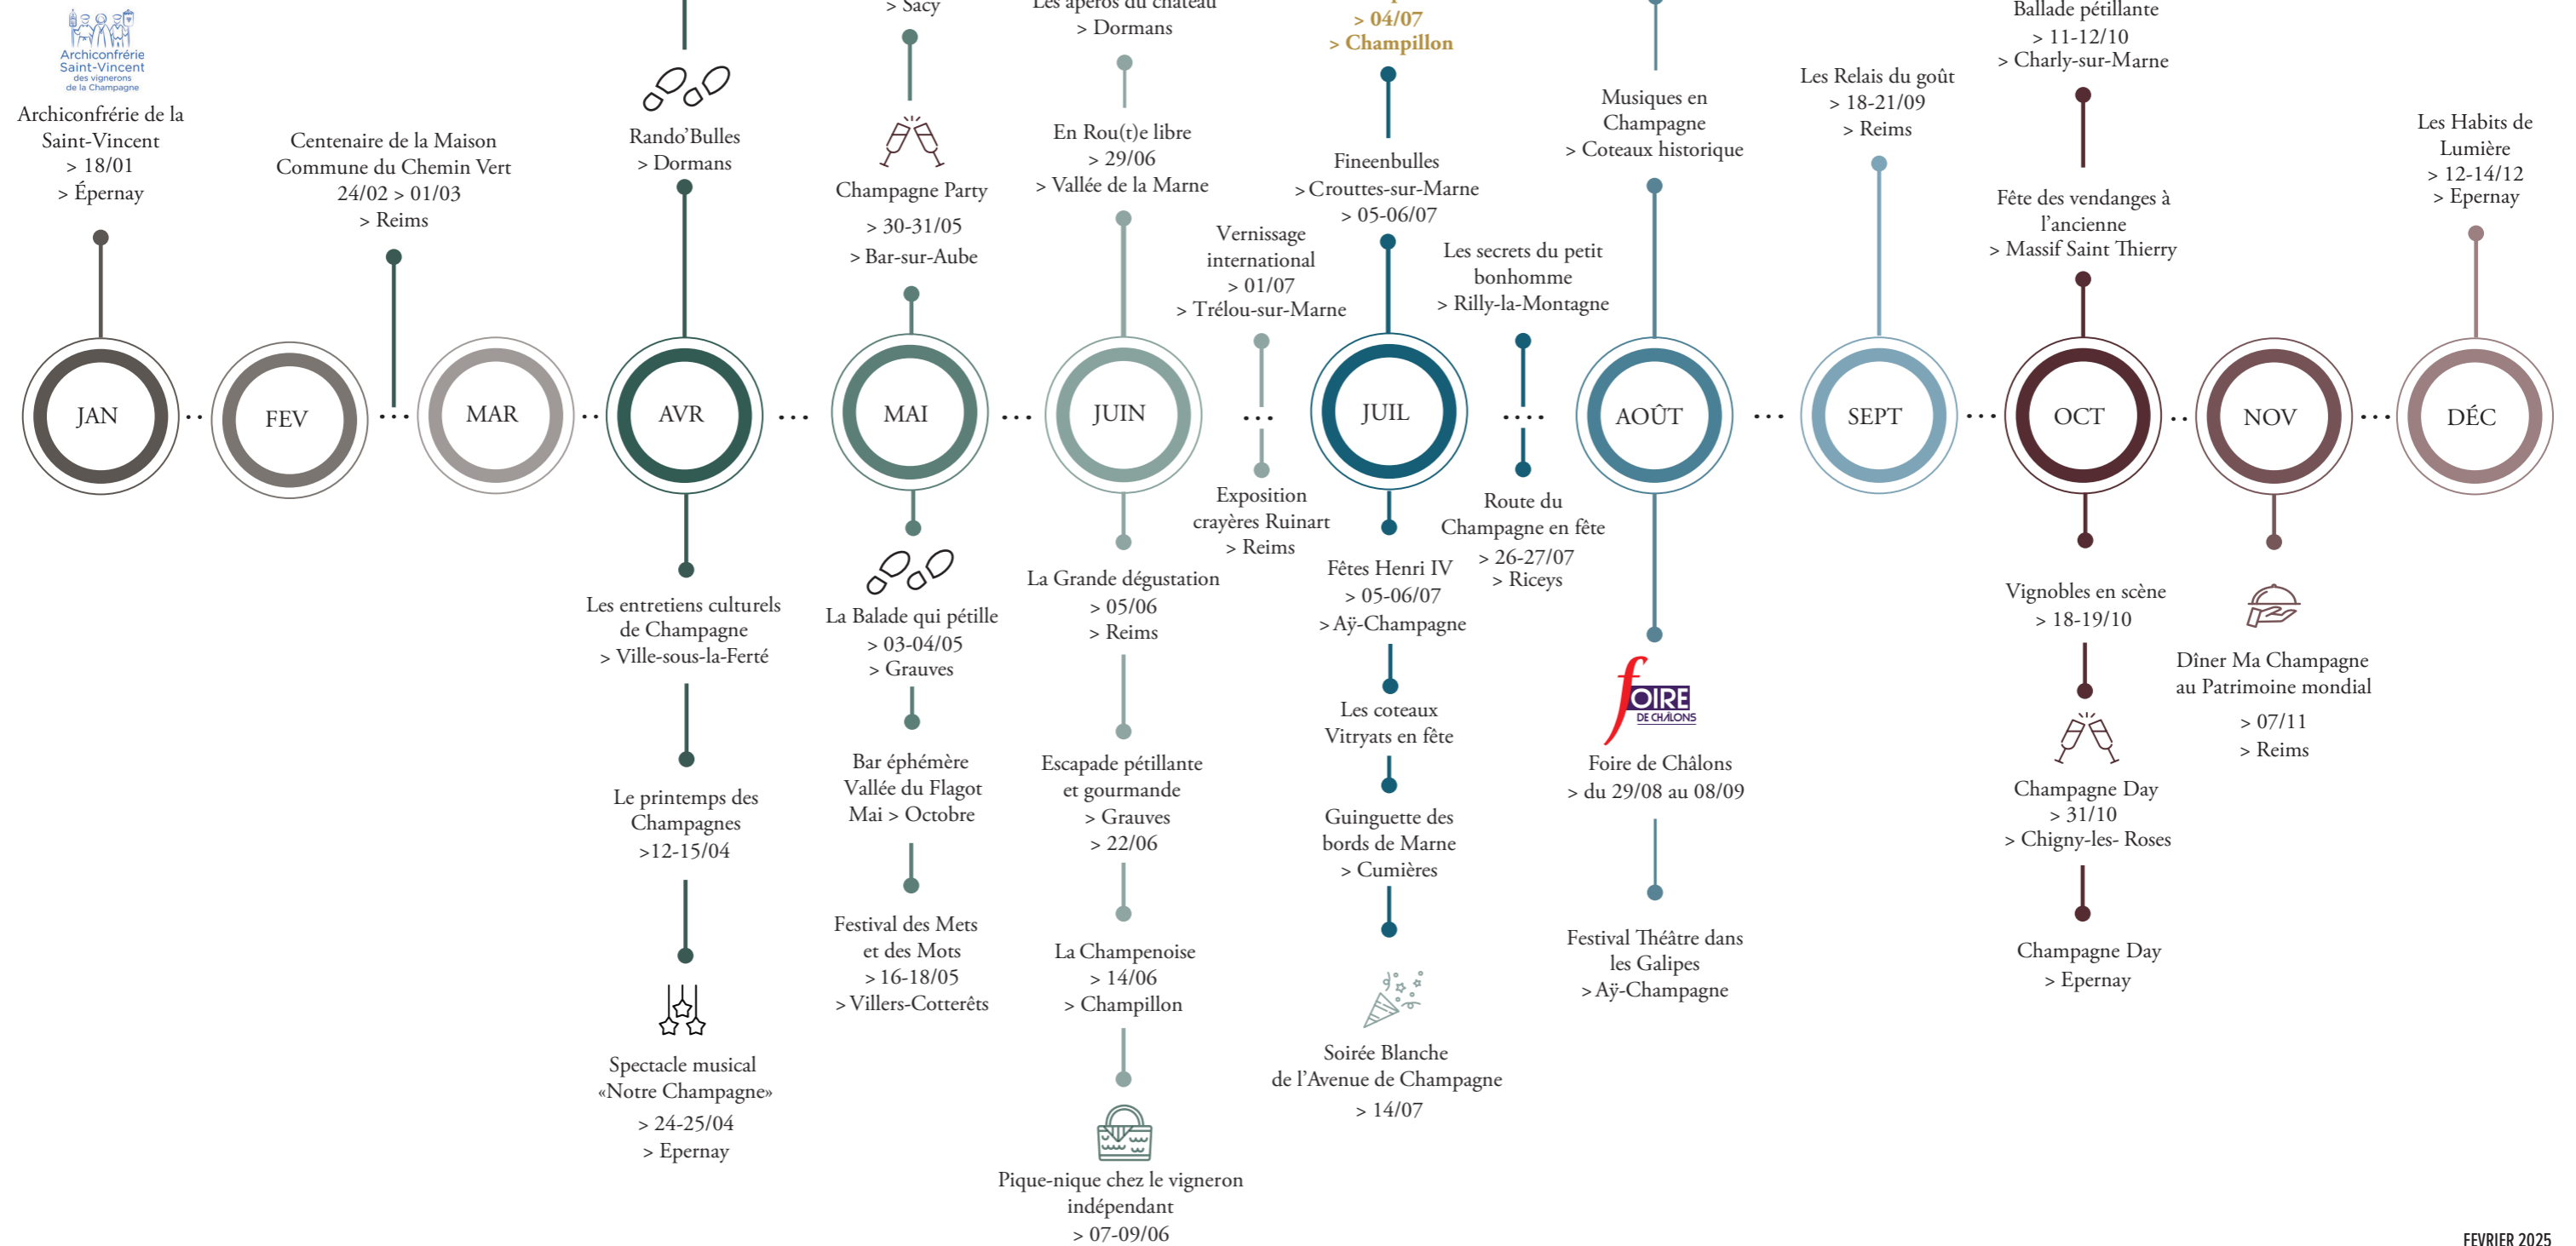 Archiconfrérie
Saint-Vincent
des vignerons
de la Champagne
Archiconfrérie de la
Saint-Vincent
> 18/01
> Épernay
Centenaire de la Maison
Commune du Chemin Vert
24/02 > 01/03
> Reims
Rando’Bulles
> Dormans
> Sacy
Champagne Party
> 30-31/05
> Bar-sur-Aube
Les apéros du château
> Dormans
En Rou(t)e libre
> 29/06
> Vallée de la Marne
Vernissage
international
> 01/07
> Trélou-sur-Marne
> 04/07
> Champillon
Fineenbulles
> Crouttes-sur-Marne
> 05-06/07
Les secrets du petit
bonhomme
> Rilly-la-Montagne
Musiques en
Champagne
> Coteaux historique
Les Relais du goût
> 18-21/09
> Reims
Ballade pétillante
> 11-12/10
> Charly-sur-Marne
Fête des vendanges à
l’ancienne
> Massif Saint Thierry
Les Habits de
Lumière
> 12-14/12
> Epernay
JAN
FEV
MAR
AVR
MAI
JUIN
JUIL
AOÛT
SEPT
OCT
NOV
DÉC
Les entretiens culturels
de Champagne
> Ville-sous-la-Ferté
Le printemps des
Champagnes
>12-15/04
Spectacle musical
«Notre Champagne»
> 24-25/04
> Epernay
La Balade qui pétille
> 03-04/05
> Grauves
Bar éphémère
Vallée du Flagot
Mai > Octobre
Festival des Mets
et des Mots
> 16-18/05
> Villers-Cotterêts
La Grande dégustation
> 05/06
> Reims
Escapade pétillante
et gourmande
> Grauves
> 22/06
La Champenoise
> 14/06
> Champillon
Pique-nique chez le vigneron
indépendant
> 07-09/06
Exposition
crayères Ruinart
> Reims
Fêtes Henri IV
> 05-06/07
> Aÿ-Champagne
Les coteaux
Vitryats en fête
Guinguette des
bords de Marne
> Cumières
Soirée Blanche
de l’Avenue de Champagne
> 14/07
Route du
Champagne en fête
> 26-27/07
> Riceys
fOIRE
DE CHÂLONS
Foire de Châlons
> du 29/08 au 08/09
Festival Théâtre dans
les Galipes
> Aÿ-Champagne
Vignobles en scène
> 18-19/10
Champagne Day
> 31/10
> Chigny-les- Roses
Champagne Day
> Epernay
Dîner Ma Champagne
au Patrimoine mondial
> 07/11
> Reims
FEVRIER 2025